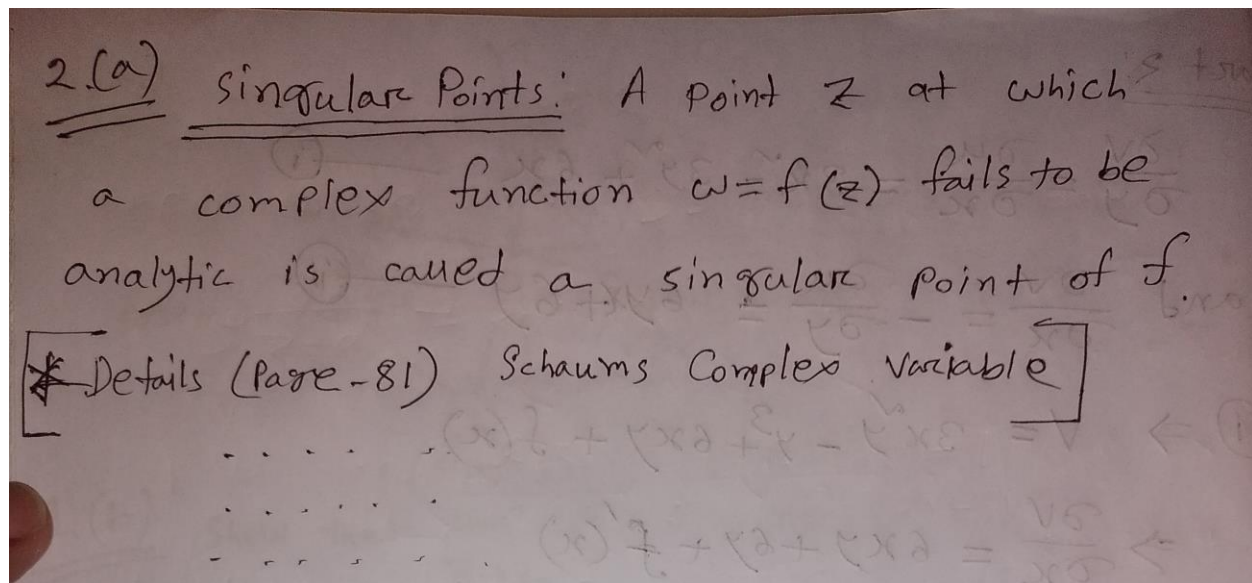 2.(a) Singular Points: A point z at which
a complex function ω = f(z) fails to be
analytic is called a singular point of f.
[* Details (Page-81) Schaums Complex Variable]
. . . . .
. . . . . .
. . . . . .